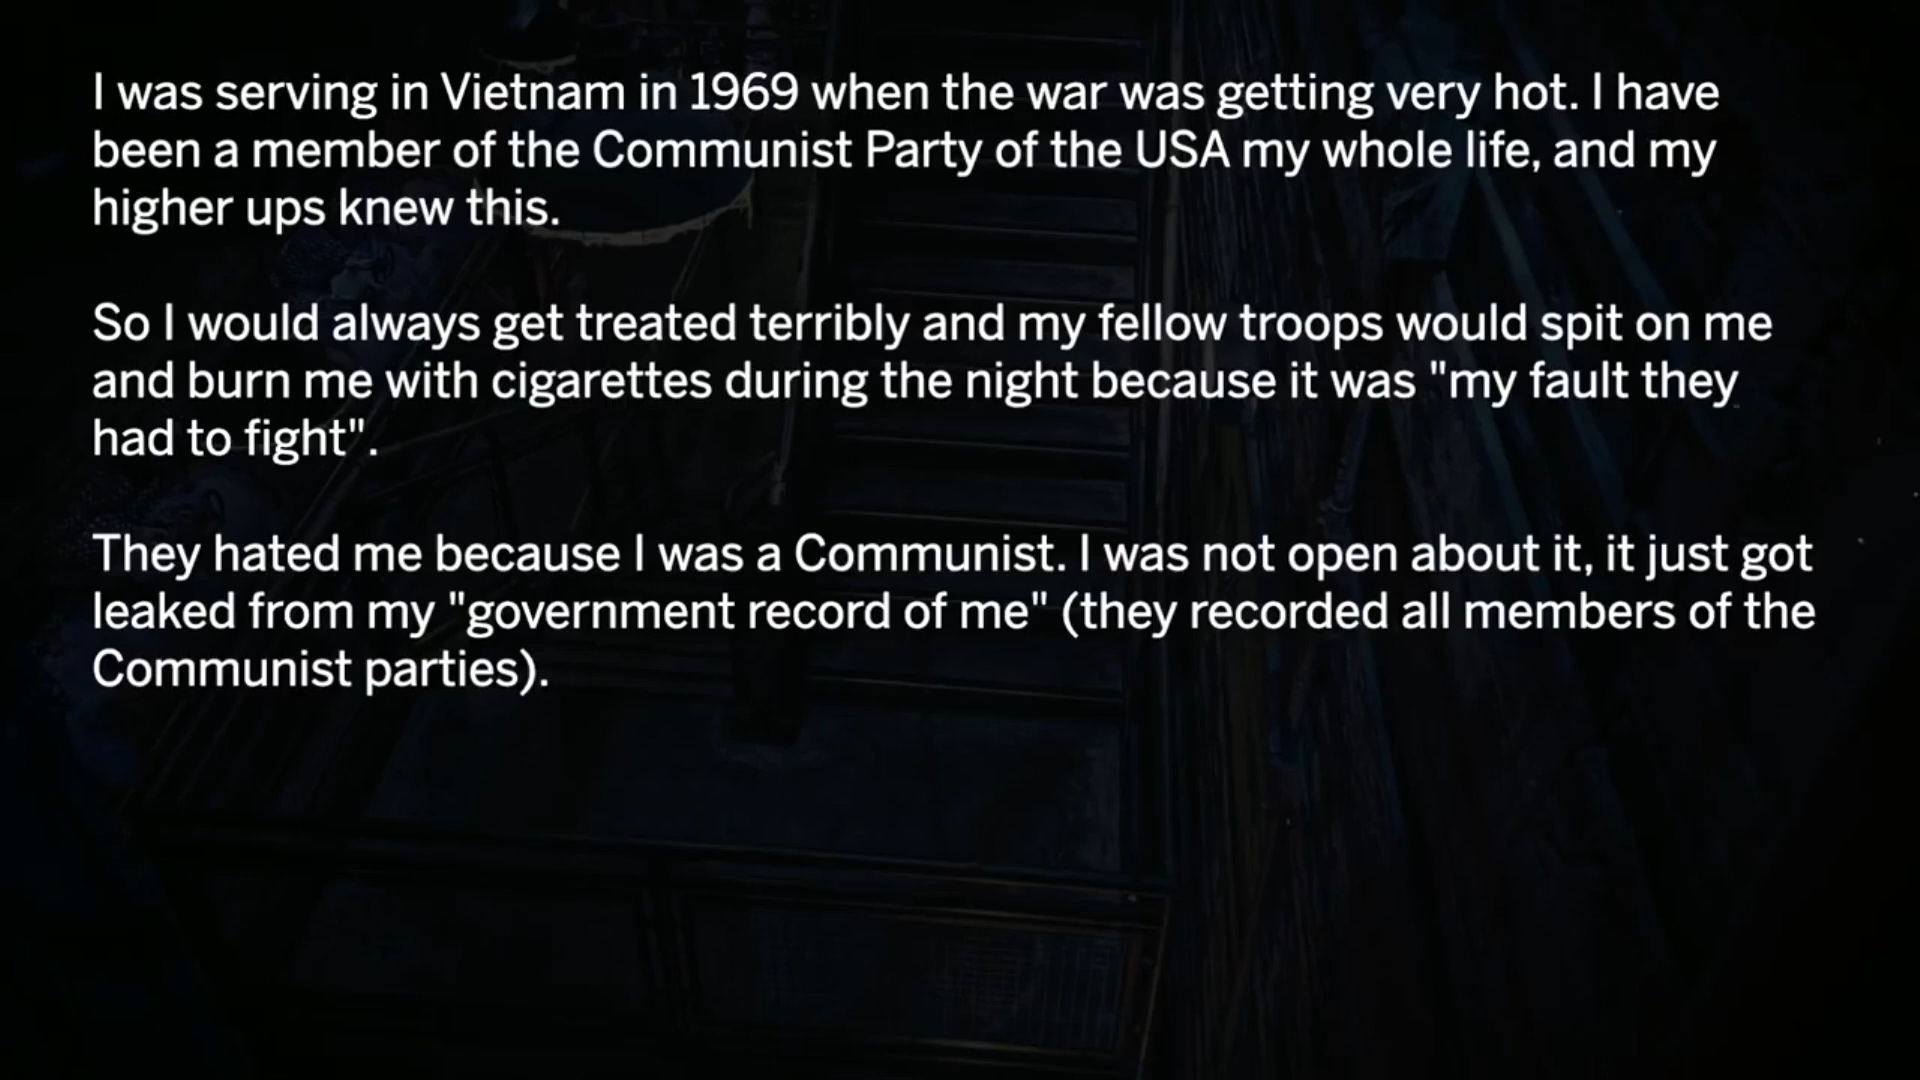 I was serving in Vietnam in 1969 when the war was getting very hot. I have
been a member of the Communist Party of the USA my whole life, and my
higher ups knew this.
So I would always get treated terribly and my fellow troops would spit on me
and burn me with cigarettes during the night because it was "my fault they
had to fight".
They hated me because I was a Communist. I was not open about it, it just got
leaked from my "government record of me" (they recorded all members of the
Communist parties).